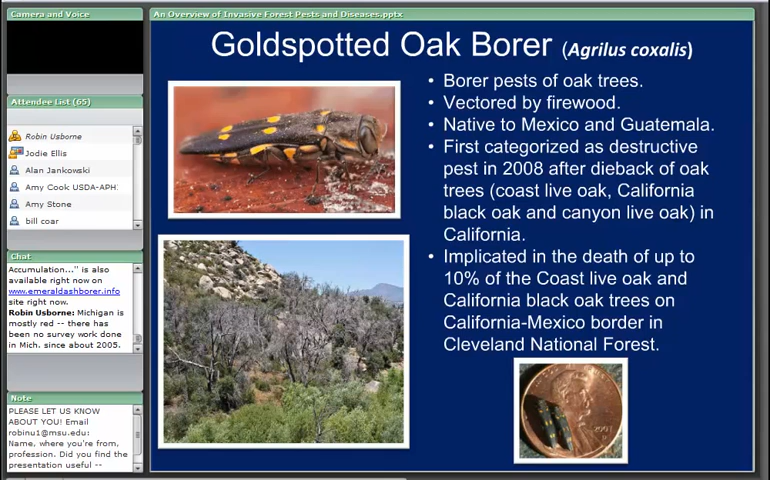 Camera and Voice
Attendee List (65)
Robin Usborne
Jodie Ellis
Alan Jankowski
Amy Cook USDA-APH:
Amy Stone
bill coar
Chat
Accumulation..." is also
available right now on
www.emeraldashborer.info
site right now.
Robin Usborne: Michigan is
mostly red -- there has
been no survey work done
in Mich. since about 2005.
Note
PLEASE LET US KNOW
ABOUT YOU! Email
robinu1@msu.edu:
Name, where you're from,
profession. Did you find the
presentation useful --
An Overview of Invasive Forest Pests and Diseases.pptx
Goldspotted Oak Borer (Agrilus coxalis)
• Borer pests of oak trees.
• Vectored by firewood.
• Native to Mexico and Guatemala.
• First categorized as destructive
pest in 2008 after dieback of oak
trees (coast live oak, California
black oak and canyon live oak) in
California.
• Implicated in the death of up to
10% of the Coast live oak and
California black oak trees on
California-Mexico border in
Cleveland National Forest.